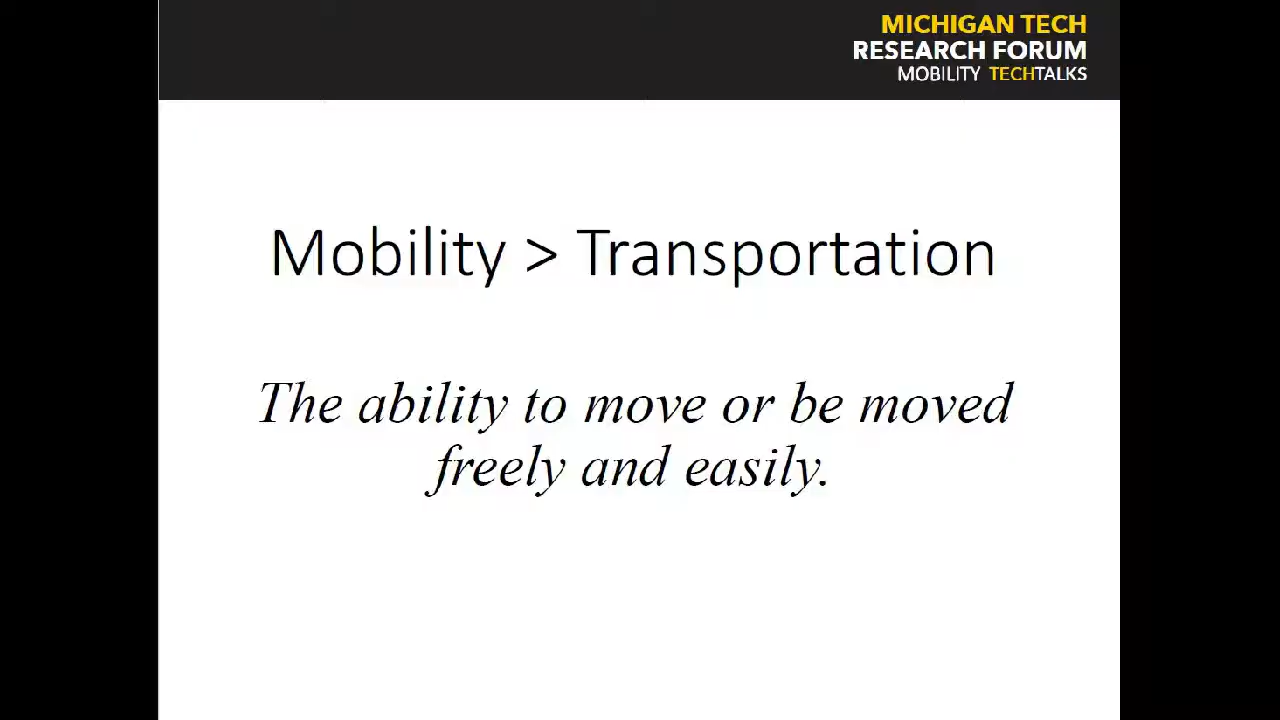 MICHIGAN TECH
RESEARCH FORUM
MOBILITY TECHTALKS
Mobility > Transportation
The ability to move or be moved
freely and easily.